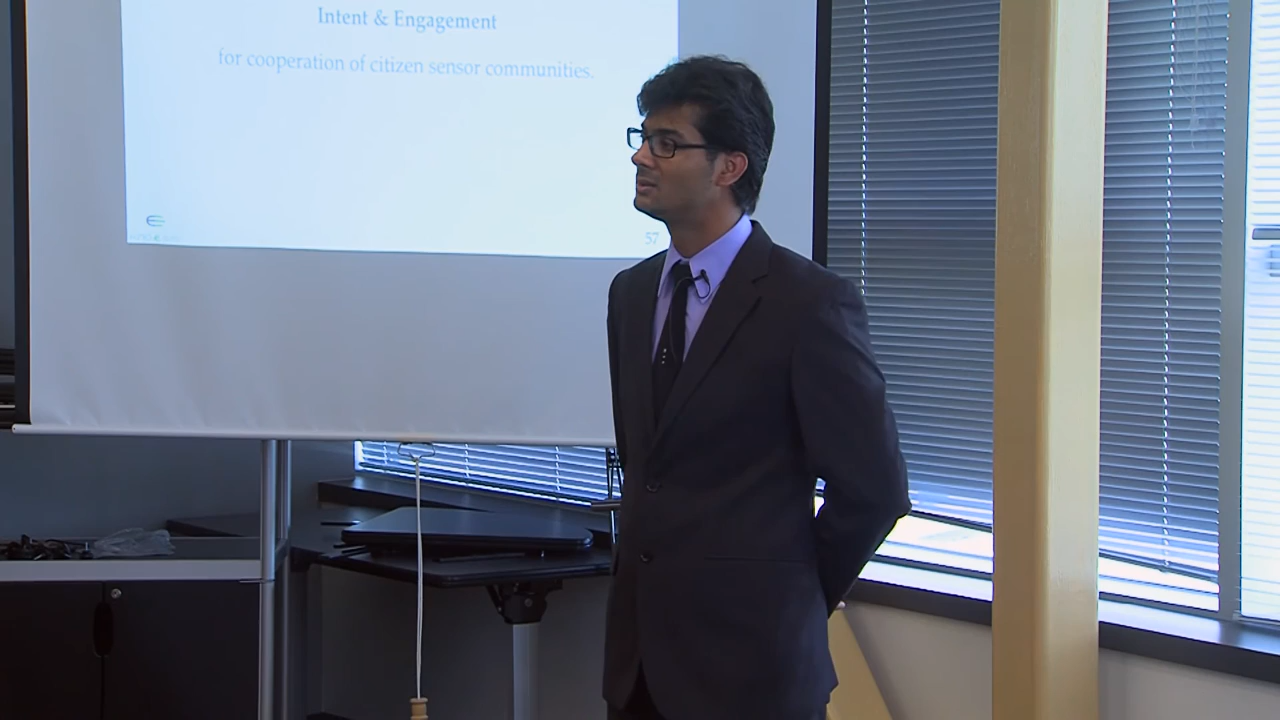 Intent & Engagement
for cooperation of citizen sensor communities.
57